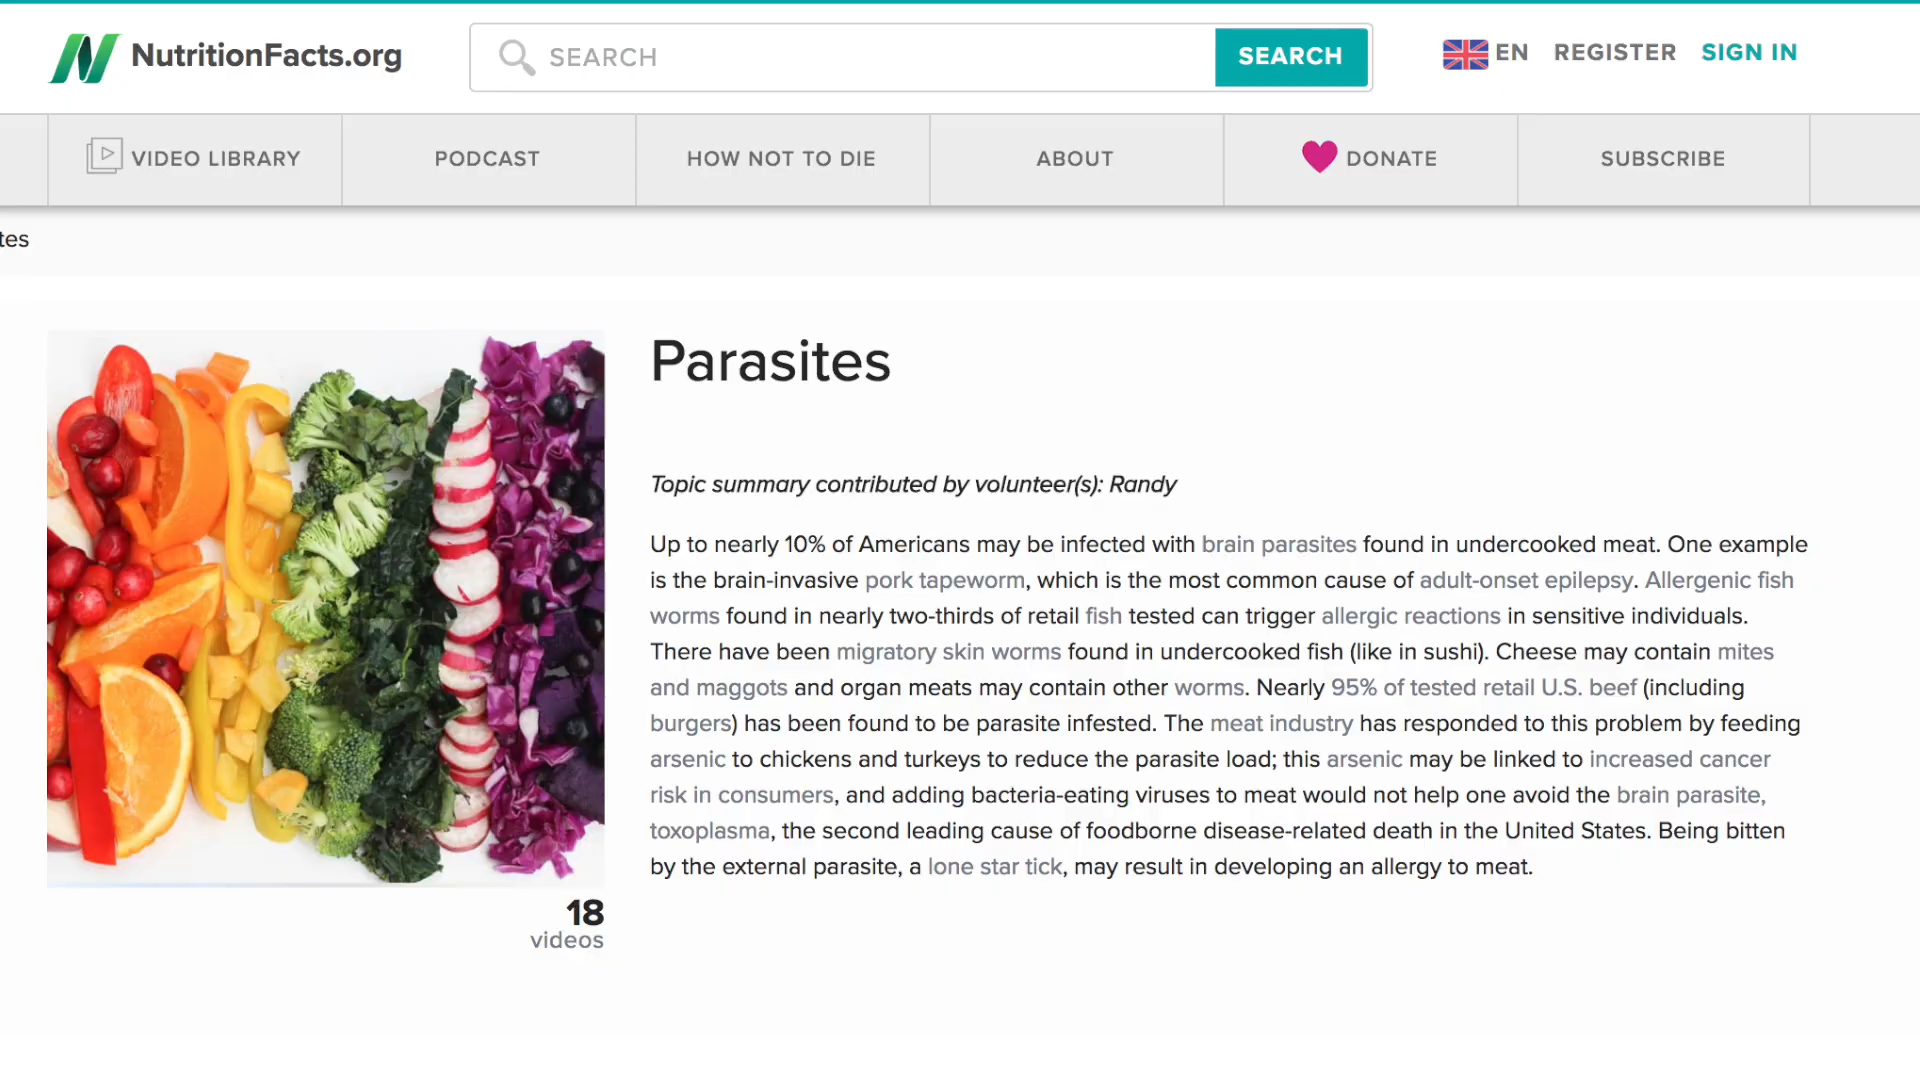 NutritionFacts.org
SEARCH
SEARCH
EN
REGISTER
SIGN IN
VIDEO LIBRARY
PODCAST
HOW NOT TO DIE
ABOUT
DONATE
SUBSCRIBE
tes
Parasites
Topic summary contributed by volunteer(s): Randy
Up to nearly 10% of Americans may be infected with brain parasites found in undercooked meat. One example
is the brain-invasive pork tapeworm, which is the most common cause of adult-onset epilepsy. Allergenic fish
worms found in nearly two-thirds of retail fish tested can trigger allergic reactions in sensitive individuals.
There have been migratory skin worms found in undercooked fish (like in sushi). Cheese may contain mites
and maggots and organ meats may contain other worms. Nearly 95% of tested retail U.S. beef (including
burgers) has been found to be parasite infested. The meat industry has responded to this problem by feeding
arsenic to chickens and turkeys to reduce the parasite load; this arsenic may be linked to increased cancer
risk in consumers, and adding bacteria-eating viruses to meat would not help one avoid the brain parasite,
toxoplasma, the second leading cause of foodborne disease-related death in the United States. Being bitten
by the external parasite, a lone star tick, may result in developing an allergy to meat.
18
videos